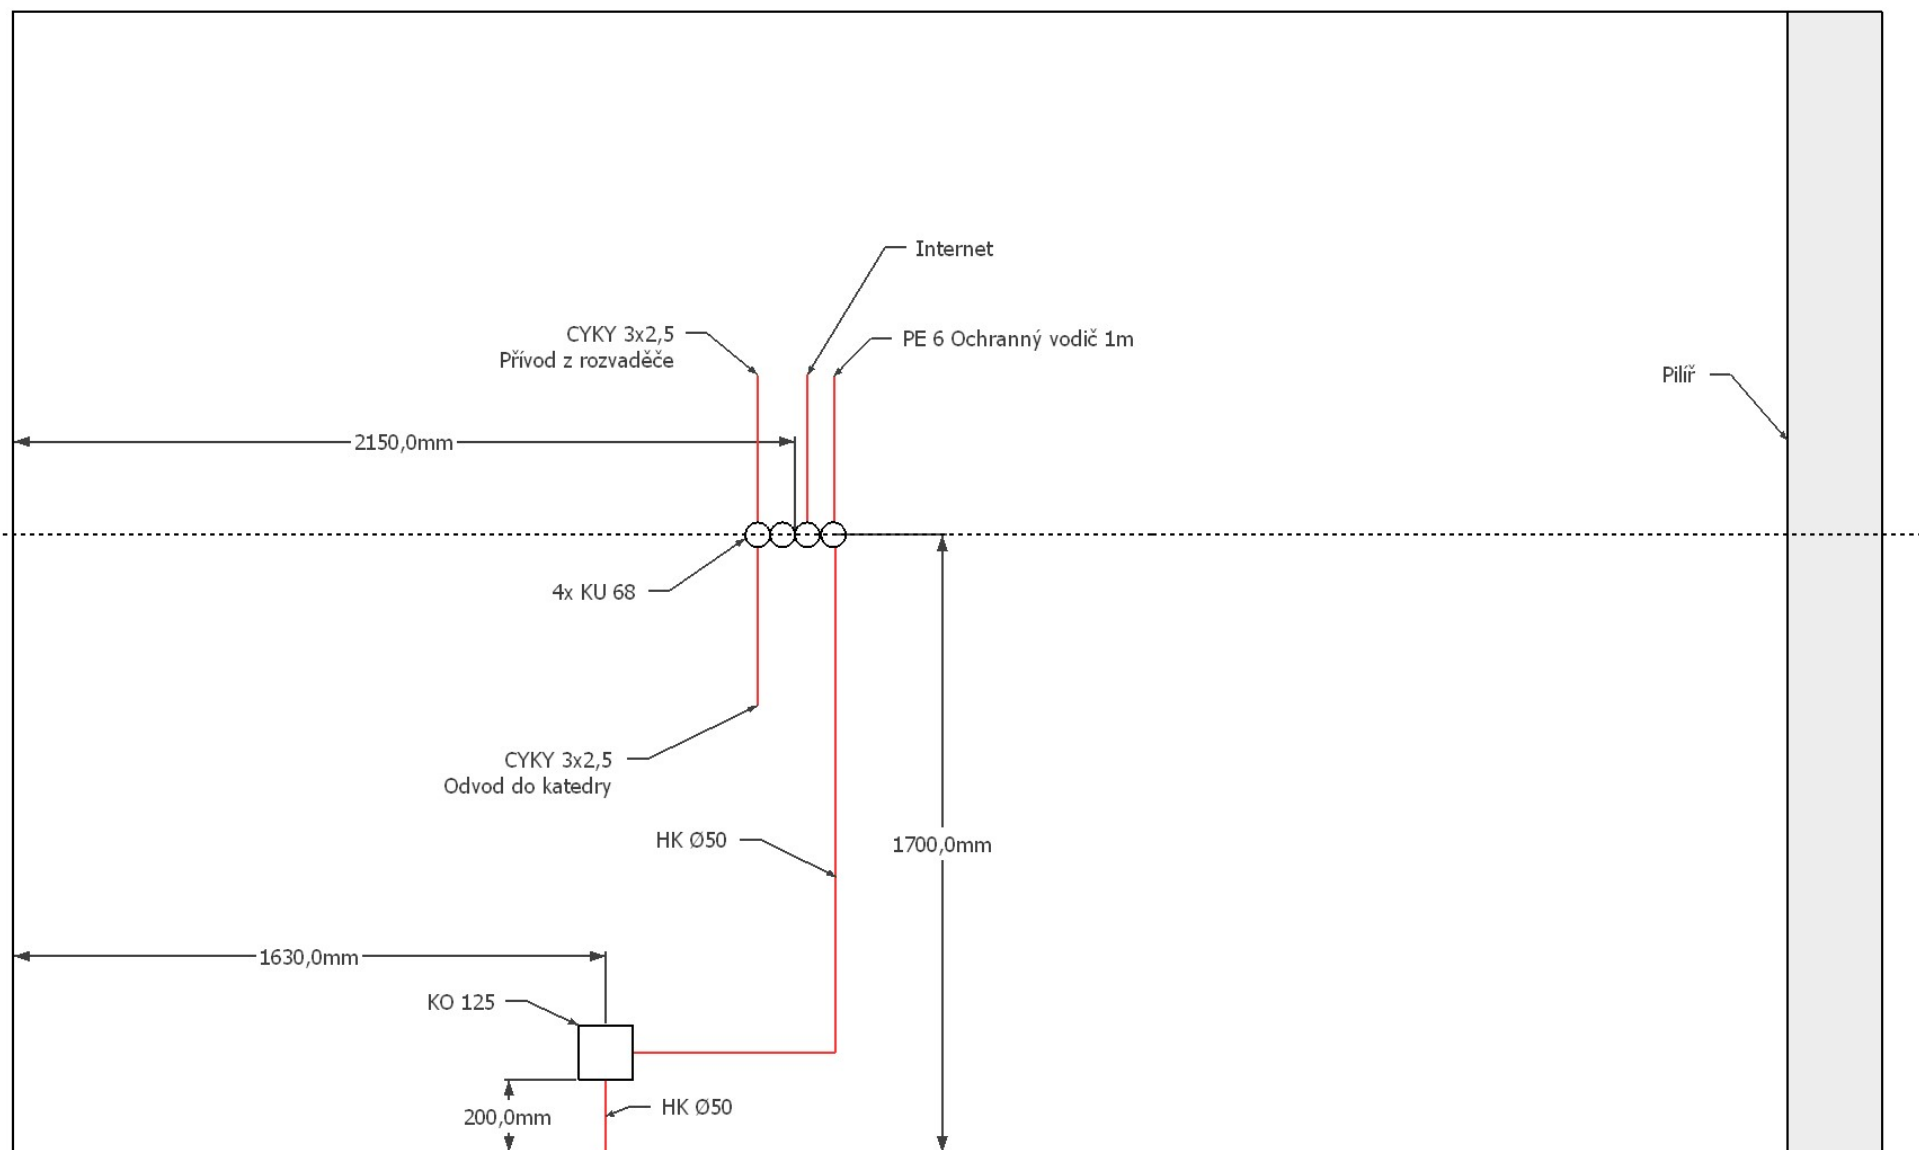 Internet
CYKY 3x2,5
Přívod z rozvaděče
PE 6 Ochranný vodič 1m
Pilíř
2150,0mm
4x KU 68
CYKY 3x2,5
Odvod do katedry
HK Ø50
1700,0mm
1630,0mm
KO 125
HK Ø50
200,0mm